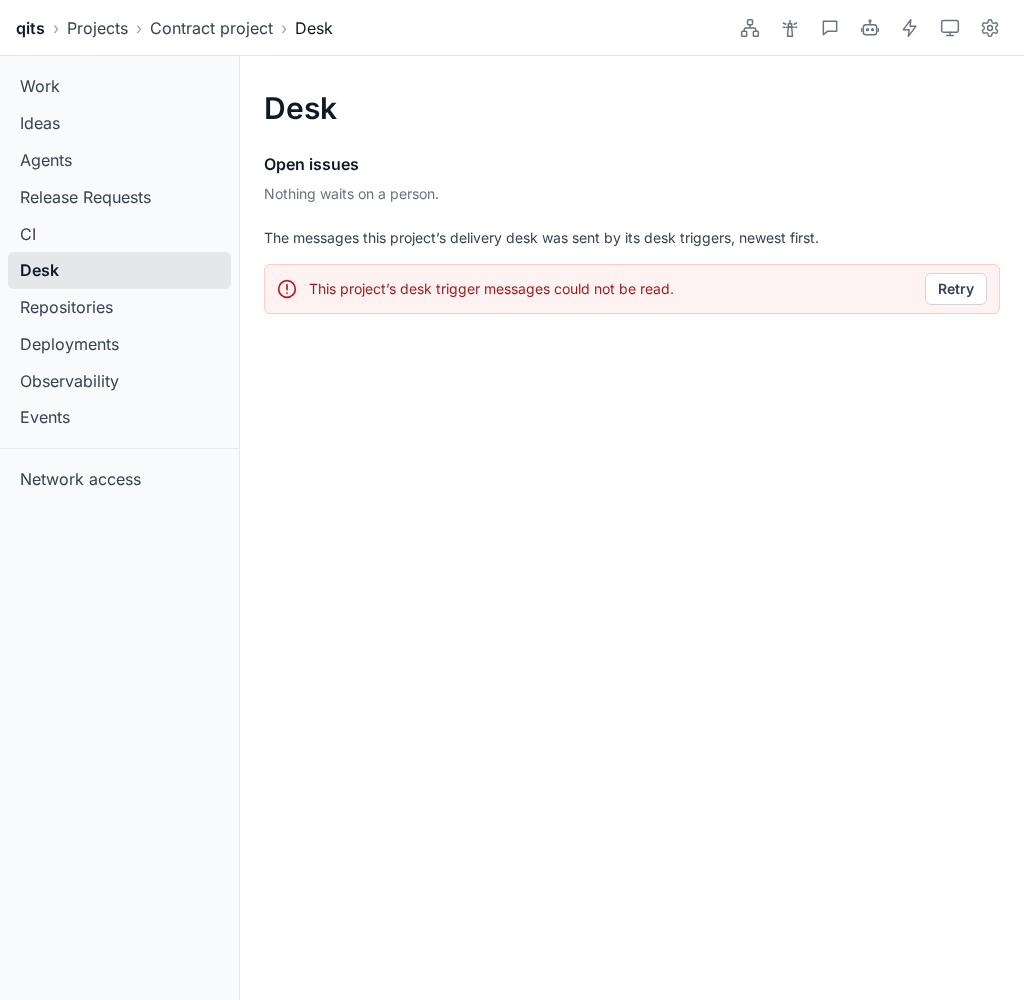 qits › Projects › Contract project › Desk
Work
Ideas
Agents
Release Requests
CI
Desk
Repositories
Deployments
Observability
Events
Network access
Desk
Open issues
Nothing waits on a person.
The messages this project’s delivery desk was sent by its desk triggers, newest first.
This project’s desk trigger messages could not be read.
Retry